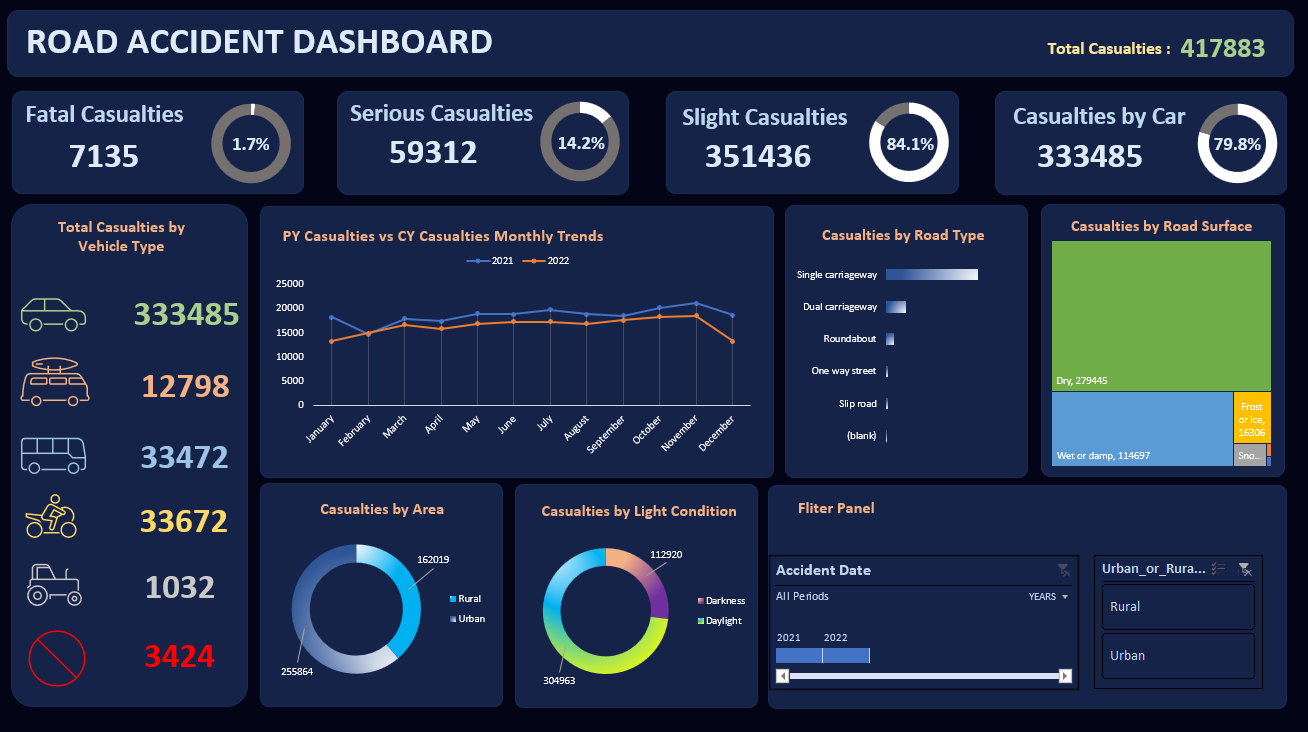 ROAD ACCIDENT DASHBOARD
Total Casualties : 417883
Fatal Casualties
7135
1.7%
Serious Casualties
59312
14.2%
Slight Casualties
351436
84.1%
Casualties by Car
333485
79.8%
Total Casualties by
Vehicle Type
333485
12798
33472
33672
1032
3424
PY Casualties vs CY Casualties Monthly Trends
2021 2022
25000
20000
15000
10000
5000
0
January February March April May June July August September October November December
Casualties by Road Type
Single carriageway
Dual carriageway
Roundabout
One way street
Slip road
(blank)
Casualties by Road Surface
Dry, 279445
Wet or damp, 114697
Frost
or ice,
16306
Sno...
Casualties by Area
162019
255864
Rural
Urban
Casualties by Light Condition
112920
304963
Darkness
Daylight
Fliter Panel
Accident Date
All Periods YEARS
2021 2022
Urban_or_Rura...
Rural
Urban